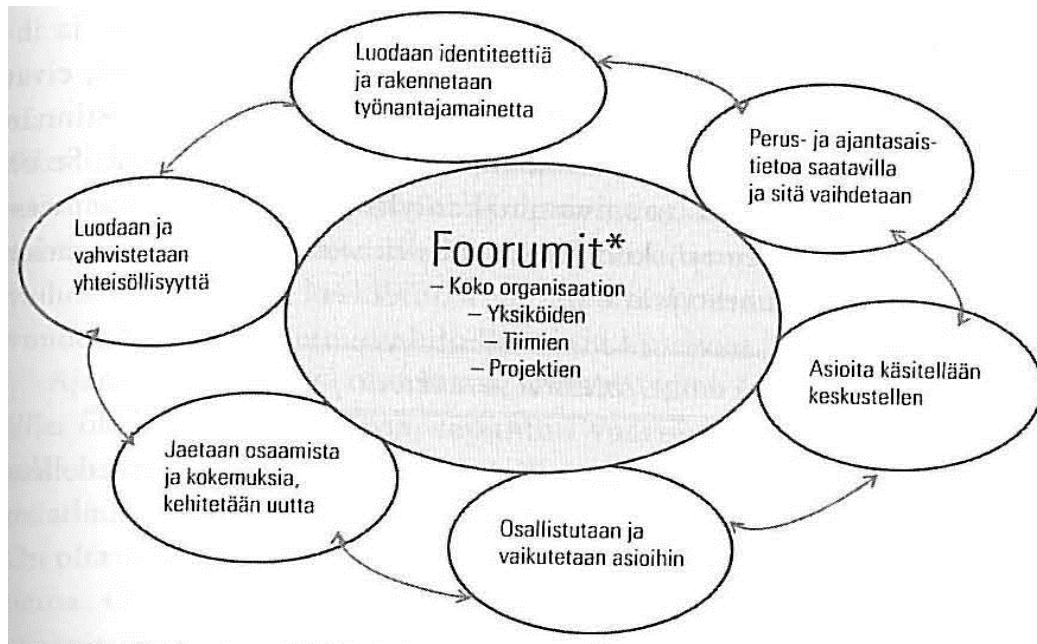 Luodaan identiteettiä
ja rakennetaan
työnantajamainetta
Perus- ja ajantasais-
tietoa saatavilla
ja sitä vaihdetaan
Asioita käsitellään
keskustellen
Osallistutaan ja
vaikutetaan asioihin
Jaetaan osaamista
ja kokemuksia,
kehitetään uutta
Luodaan ja
vahvistetaan
yhteisöllisyyttä
Foorumit*
– Koko organisaation
– Yksiköiden
– Tiimien
– Projektien